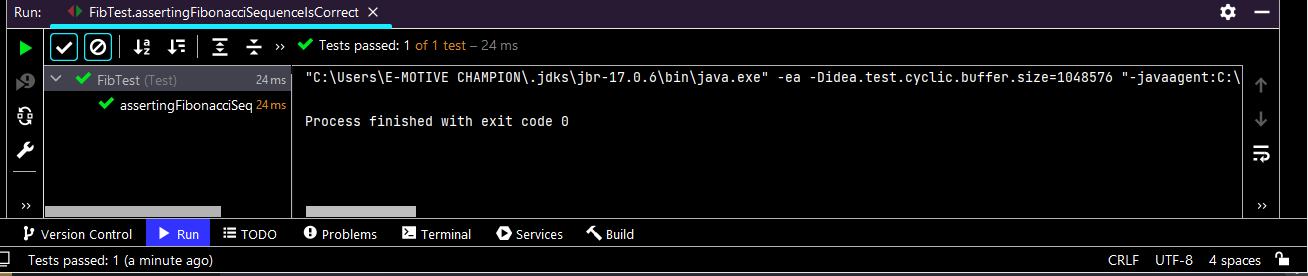 Run: FibTest.assertingFibonacciSequenceIsCorrect
Tests passed: 1 of 1 test – 24 ms
FibTest (Test) 24 ms
assertingFibonacciSeq 24 ms
"C:\Users\E-MOTIVE CHAMPION\.jdks\jbr-17.0.6\bin\java.exe" -ea -Didea.test.cyclic.buffer.size=1048576 "-javaagent:C:\
Process finished with exit code 0
Version Control Run TODO Problems Terminal Services Build
Tests passed: 1 (a minute ago) CRLF UTF-8 4 spaces